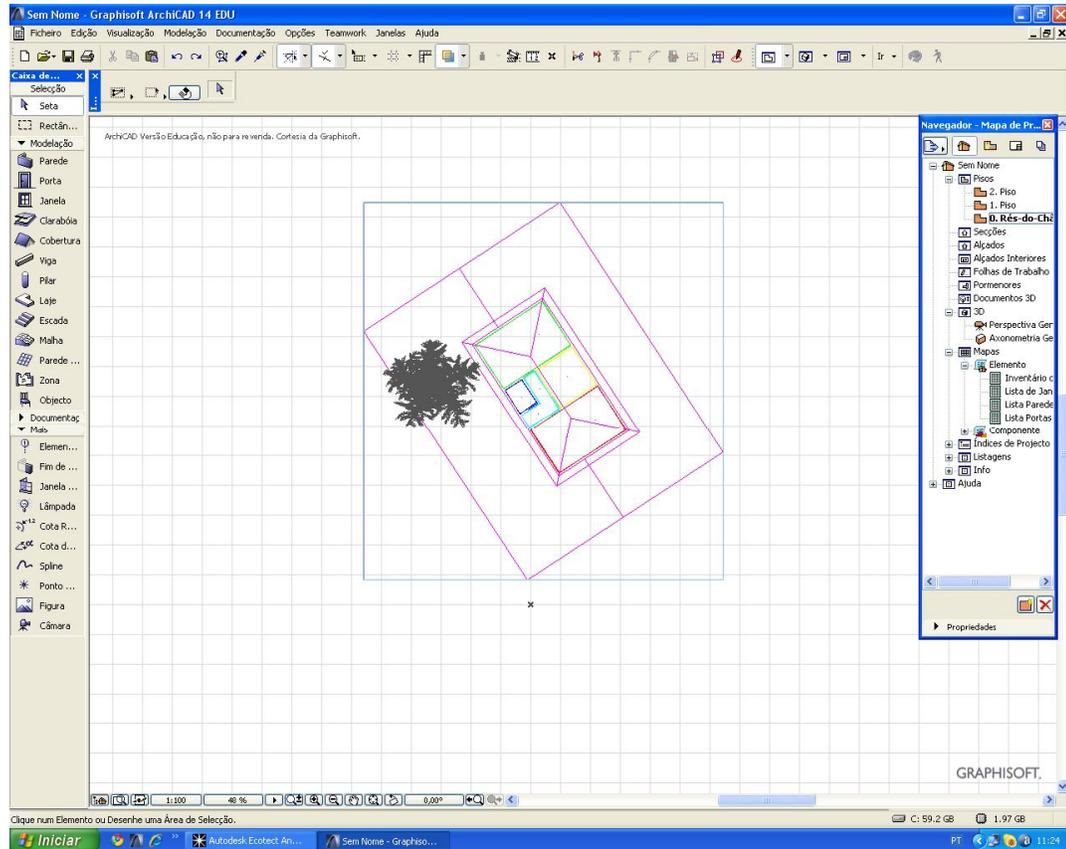 Sem Nome - Graphisoft ArchiCAD 14 EDU
Ficheiro Edição Visualização Modelação Documentação Opções Teamwork Janelas Ajuda
Caixa de...
Selecção
Seta
Rectân...
Modelação
Parede
Porta
Janela
Clarabóia
Cobertura
Viga
Pilar
Laje
Escada
Malha
Parede ...
Zona
Objecto
Documentaç
Mais
Elemen...
Fim de ...
Janela ...
Lâmpada
Cota R...
Cota d...
Spline
Ponto ...
Figura
Câmara
ArchiCAD Versão Educação, não para revenda. Cortesia da Graphisoft.
Ir
Navegador - Mapa de Pr...
Sem Nome
Pisos
2. Piso
1. Piso
0. Rés-do-Chã
Secções
Alçados
Alçados Interiores
Folhas de Trabalho
Pormenores
Documentos 3D
3D
Perspectiva Ger
Axonometria Ge
Mapas
Elemento
Inventário c
Lista de Jan
Lista Parede
Lista Portas
Componente
Índices de Projecto
Listagens
Info
Ajuda
Propriedades
GRAPHISOFT.
1:100 48 % 0,00°
Clique num Elemento ou Desenhe uma Área de Selecção.
C: 59.2 GB 1.97 GB
Iniciar
Autodesk Ecotect An...
Sem Nome - Graphiso...
PT 11:24